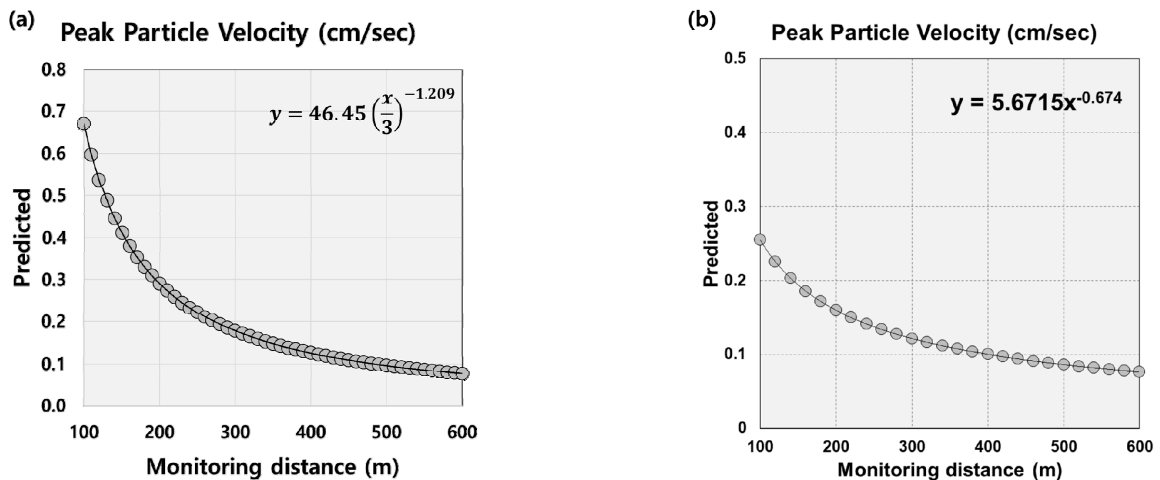 (a)
Peak Particle Velocity (cm/sec)
0.8
0.7
0.6
0.5
0.4
0.3
0.2
0.1
0.0
Predicted
y = 46.45 (x/3)^-1.209
100 200 300 400 500 600
Monitoring distance (m)
(b)
Peak Particle Velocity (cm/sec)
0.5
0.4
0.3
0.2
0.1
0
Predicted
y = 5.6715x^-0.674
100 200 300 400 500 600
Monitoring distance (m)